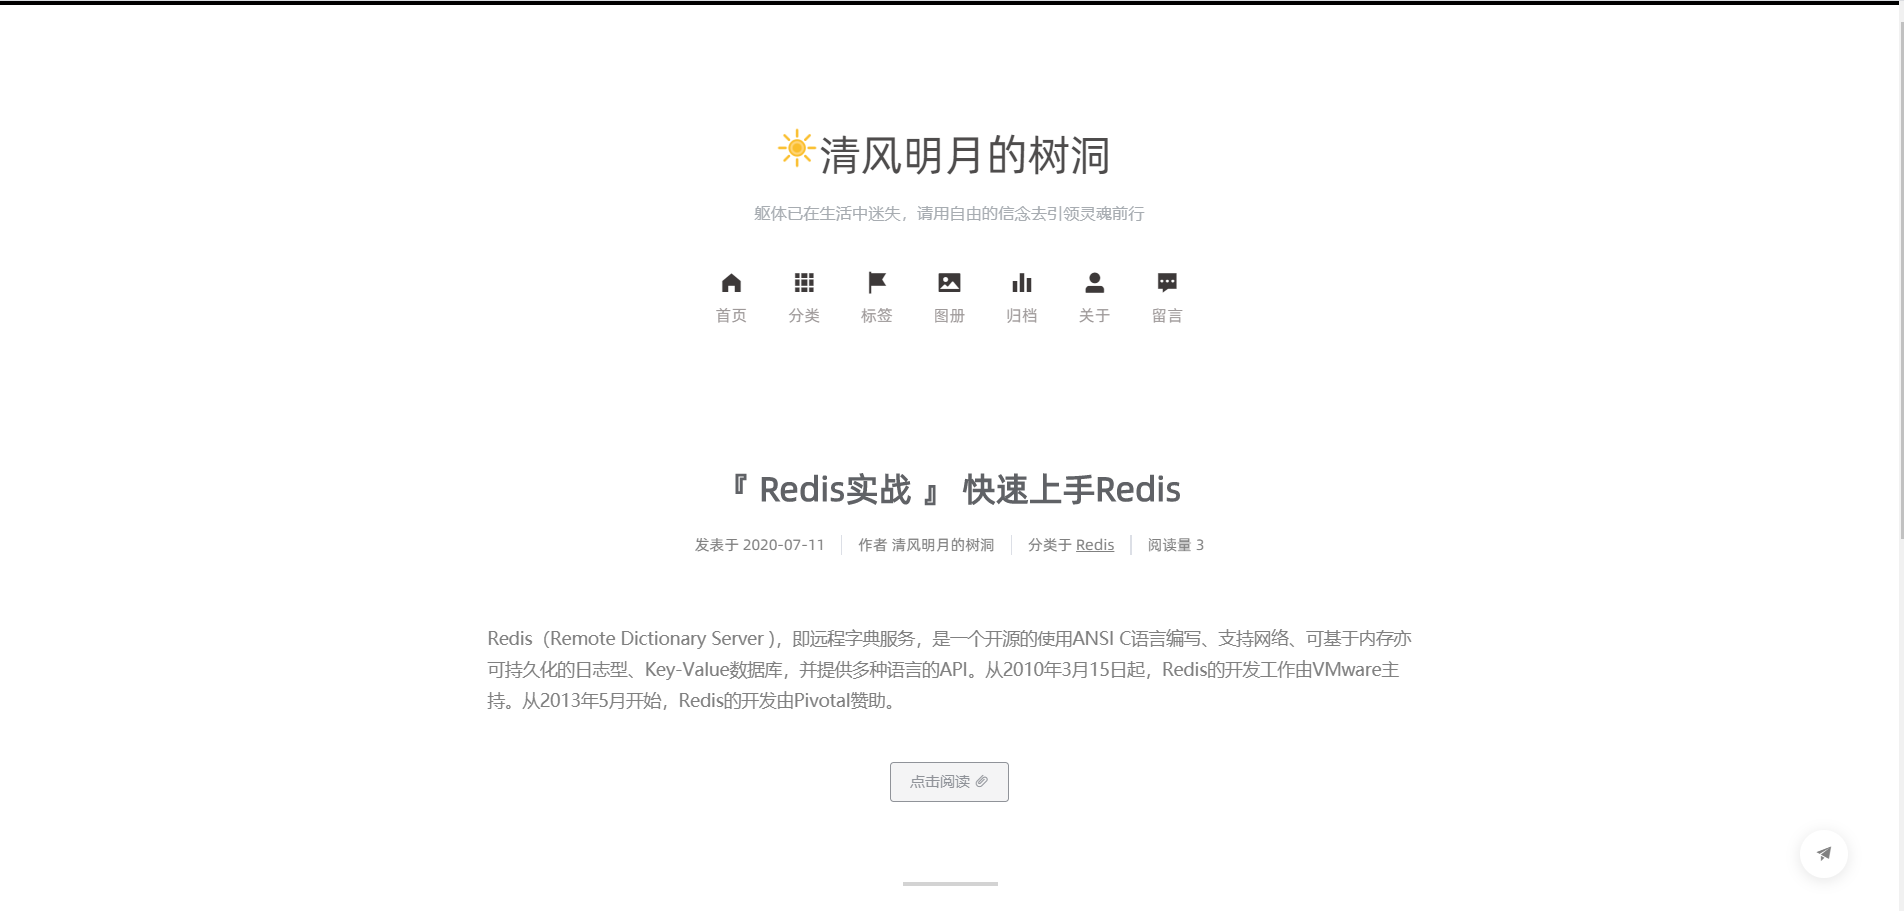 清风明月的树洞
躯体已在生活中迷失，请用自由的信念去引领灵魂前行
首页 分类 标签 图册 归档 关于 留言
『 Redis实战 』 快速上手Redis
发表于 2020-07-11 作者 清风明月的树洞 分类于 Redis 阅读量 3
Redis（Remote Dictionary Server )，即远程字典服务，是一个开源的使用ANSI C语言编写、支持网络、可基于内存亦
可持久化的日志型、Key-Value数据库，并提供多种语言的API。从2010年3月15日起，Redis的开发工作由VMware主
持。从2013年5月开始，Redis的开发由Pivotal赞助。
点击阅读